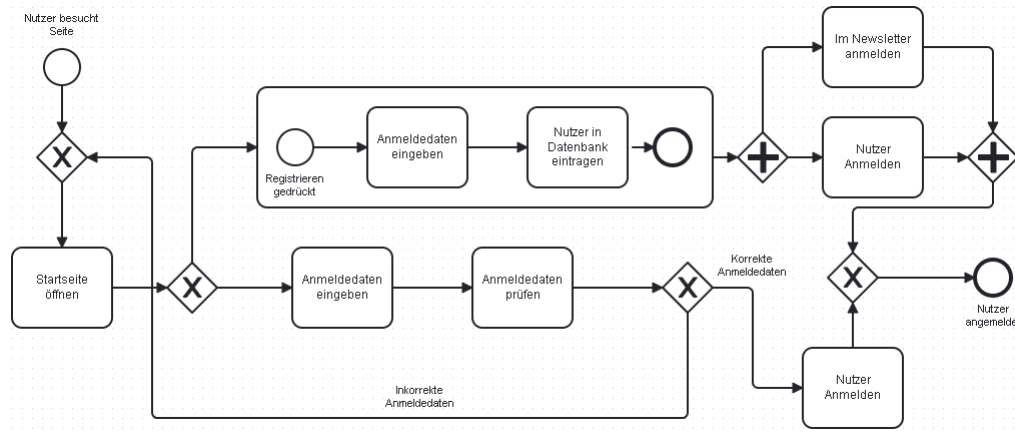 Nutzer besucht
Seite
Im Newsletter
anmelden
Anmeldedaten
eingeben
Nutzer in
Datenbank
eintragen
Nutzer
Anmelden
Registrieren
gedrückt
Startseite
öffnen
Anmeldedaten
eingeben
Anmeldedaten
prüfen
Korrekte
Anmeldedaten
Nutzer
angemelde
Inkorrekte
Anmeldedaten
Nutzer
Anmelden